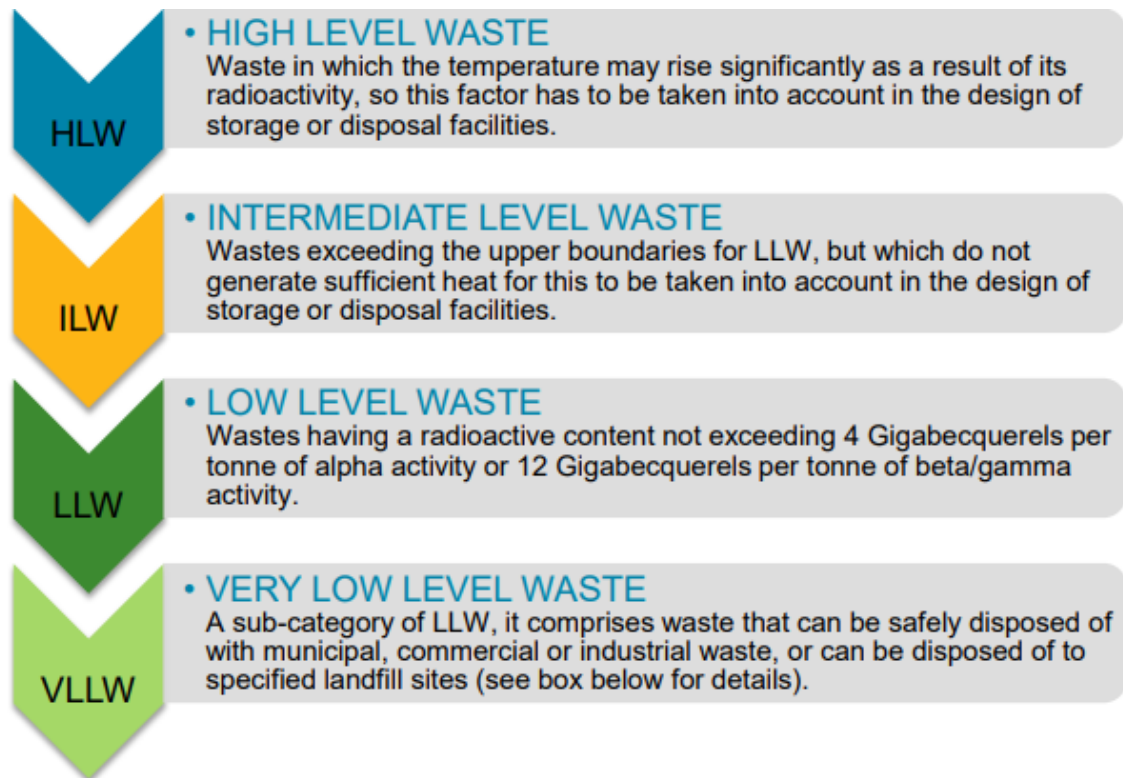 • HIGH LEVEL WASTE
Waste in which the temperature may rise significantly as a result of its
radioactivity, so this factor has to be taken into account in the design of
storage or disposal facilities.
HLW
• INTERMEDIATE LEVEL WASTE
Wastes exceeding the upper boundaries for LLW, but which do not
generate sufficient heat for this to be taken into account in the design of
storage or disposal facilities.
ILW
• LOW LEVEL WASTE
Wastes having a radioactive content not exceeding 4 Gigabecquerels per
tonne of alpha activity or 12 Gigabecquerels per tonne of beta/gamma
activity.
LLW
• VERY LOW LEVEL WASTE
A sub-category of LLW, it comprises waste that can be safely disposed of
with municipal, commercial or industrial waste, or can be disposed of to
specified landfill sites (see box below for details).
VLLW